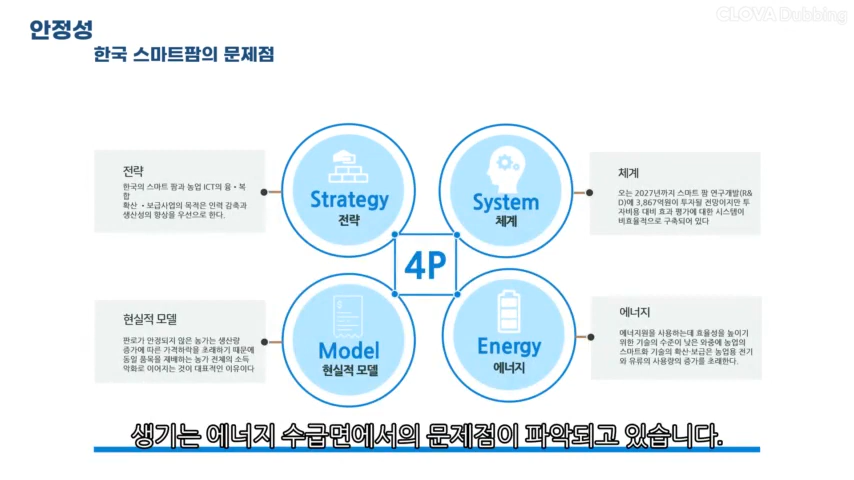 CLOVA Dubbing
안정성
한국 스마트팜의 문제점
전략
한국의 스마트 팜과 농업 ICT의 융·복
합
확산 ·보급사업의 목적은 인력 감축과
생산성의 향상을 우선으로 한다.
Strategy
전략
System
체계
체계
오는 2027년까지 스마트 팜 연구개발(R&
D)에 3,867억원이 투자될 전망이지만 투
자비용 대비 효과 평가에 대한 시스템이
비효율적으로 구축되어 있다
4P
현실적 모델
판로가 안정되지 않은 농가는 생산량
증가에 따른 가격하락을 초래하기 때문에
동일 품목을 재배하는 농가 전체의 소득
악화로 이어지는 것이 대표적인 이유이다
Model
현실적 모델
Energy
에너지
에너지
에너지원을 사용하는데 효율성을 높이기
위한 기술의 수준이 낮은 와중에 농업의
스마트화 기술의 확산·보급은 농업용 전기
와 유류의 사용량의 증가를 초래한다.
생기는 에너지 수급면에서의 문제점이 파악되고 있습니다.